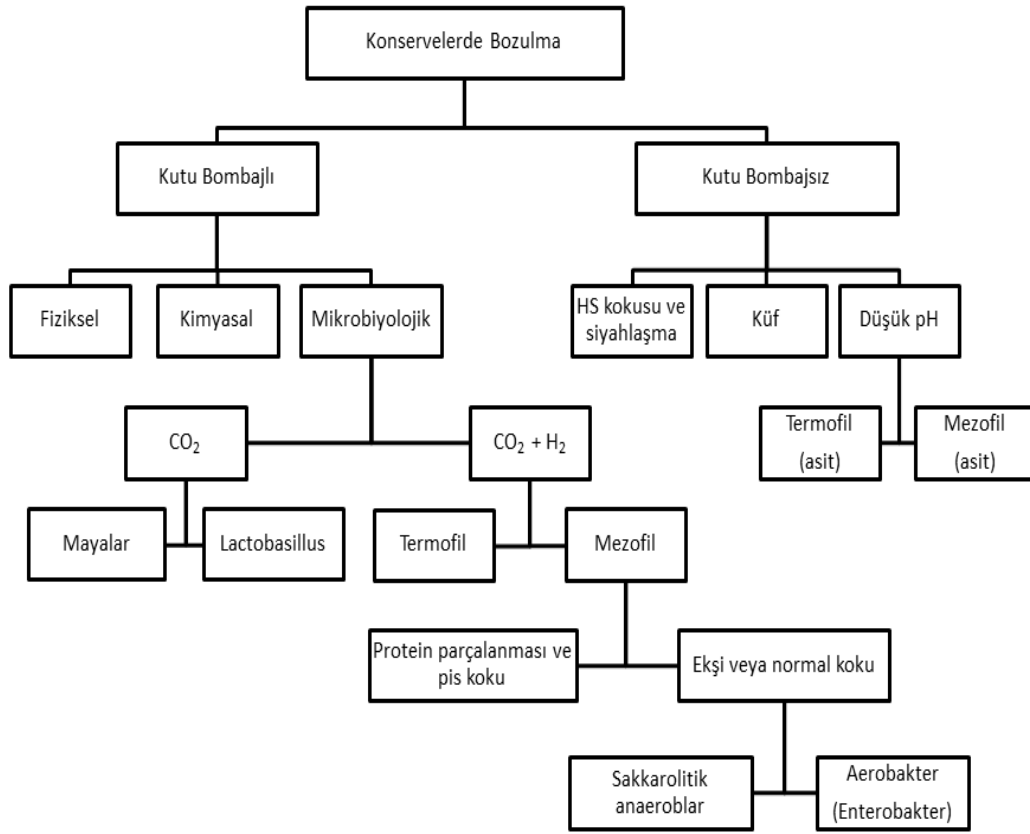 Konservelerde Bozulma
Kutu Bombajlı
Kutu Bombajsız
Fiziksel
Kimyasal
Mikrobiyolojik
HS kokusu ve
siyahlaşma
Küf
Düşük pH
CO₂
CO₂ + H₂
Termofil
(asit)
Mezofil
(asit)
Mayalar
Lactobasillus
Termofil
Mezofil
Protein parçalanması ve
pis koku
Ekşi veya normal koku
Sakkarolitik
anaeroblar
Aerobakter
(Enterobakter)